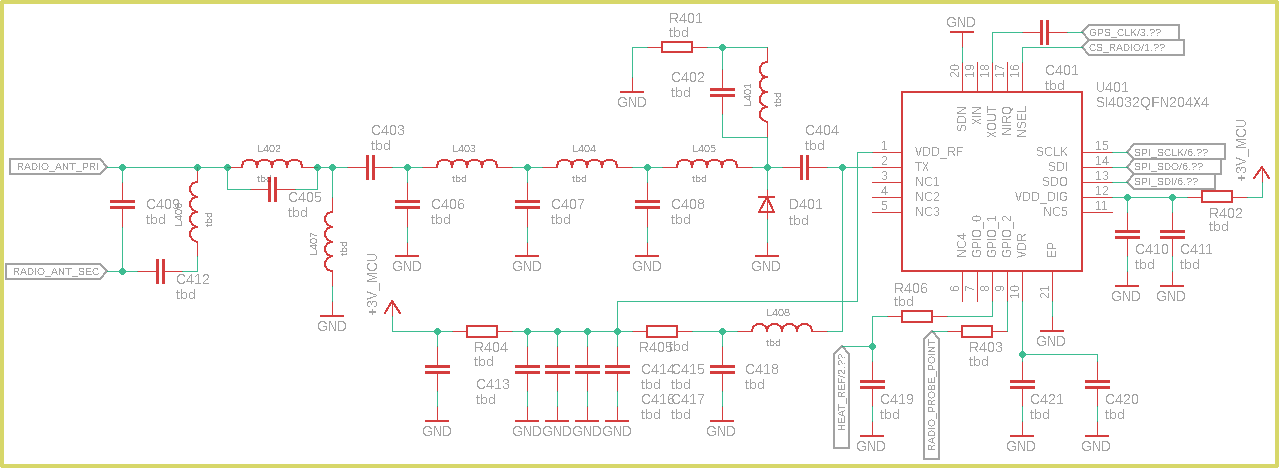 R401
tbd
GND
C402
tbd
L401
tbd
GND
GPS_CLK/3.??
CS_RADIO/1.??
C401
tbd
U401
SI4032QFN204X4
20
19
18
17
16
SDN
XIN
XOUT
NIRQ
NSEL
RADIO_ANT_PRI
L402
tbd
C405
tbd
C403
tbd
L403
tbd
L404
tbd
L405
tbd
C404
tbd
1
VDD_RF
2
TX
3
NC1
4
NC2
5
NC3
SCLK
15
SDI
14
SDO
13
VDD_DIG
12
NC5
11
SPI_SCLK/6.??
SPI_SDO/6.??
SPI_SDI/6.??
+3V_MCU
R402
tbd
C409
tbd
L406
tbd
L407
tbd
C406
tbd
C407
tbd
C408
tbd
D401
tbd
GND
GND
GND
GND
NC4
GPIO_0
GPIO_1
GPIO_2
VDR
EP
6
7
8
9
10
21
C410
tbd
C411
tbd
GND
GND
RADIO_ANT_SEC
C412
tbd
GND
+3V_MCU
R404
tbd
R405
tbd
L408
tbd
R406
tbd
R403
tbd
GND
C413
tbd
C414
C415
tbd
C416
C417
tbd
C418
tbd
GND
GND
GND
GND
GND
GND
HEAT_REF/2.??
C419
tbd
GND
RADIO_PROBE_POINT
C421
tbd
GND
C420
tbd
GND